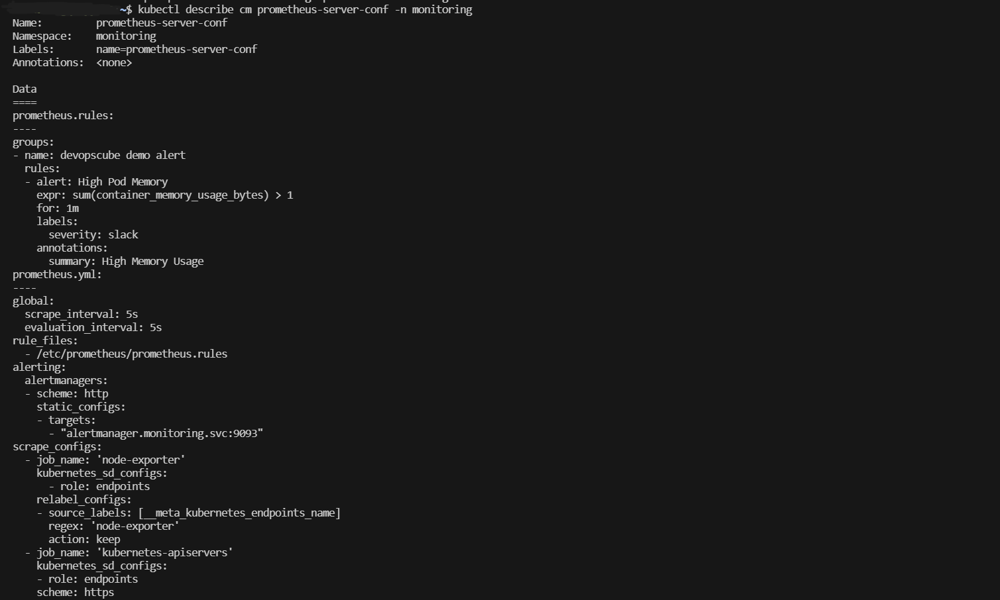 ~$ kubectl describe cm prometheus-server-conf -n monitoring
Name:         prometheus-server-conf
Namespace:    monitoring
Labels:       name=prometheus-server-conf
Annotations:  <none>

Data
====
prometheus.rules:
----
groups:
- name: devopscube demo alert
  rules:
  - alert: High Pod Memory
    expr: sum(container_memory_usage_bytes) > 1
    for: 1m
    labels:
      severity: slack
    annotations:
      summary: High Memory Usage
prometheus.yml:
----
global:
  scrape_interval: 5s
  evaluation_interval: 5s
rule_files:
  - /etc/prometheus/prometheus.rules
alerting:
  alertmanagers:
  - scheme: http
    static_configs:
    - targets:
      - "alertmanager.monitoring.svc:9093"
scrape_configs:
  - job_name: 'node-exporter'
    kubernetes_sd_configs:
      - role: endpoints
    relabel_configs:
    - source_labels: [__meta_kubernetes_endpoints_name]
      regex: 'node-exporter'
      action: keep
  - job_name: 'kubernetes-apiservers'
    kubernetes_sd_configs:
    - role: endpoints
    scheme: https